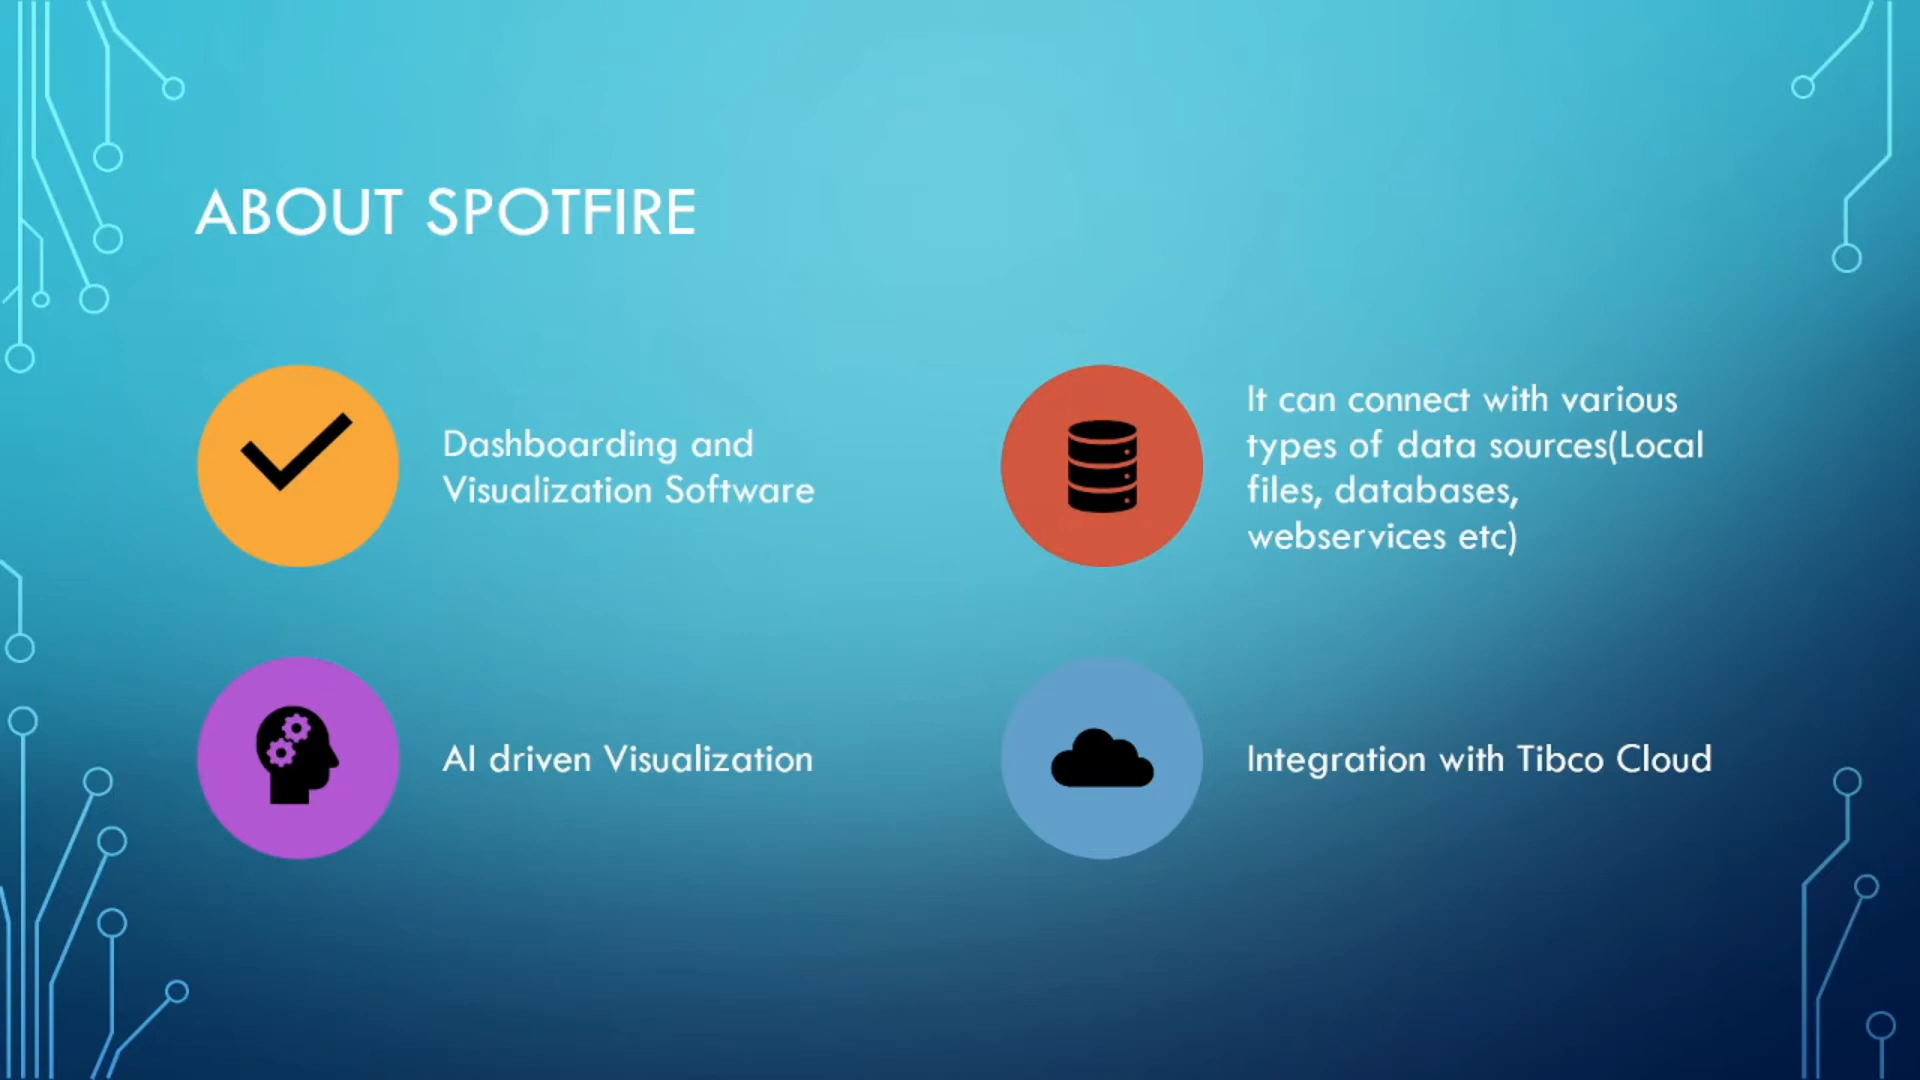 ABOUT SPOTFIRE
Dashboarding and
Visualization Software
It can connect with various
types of data sources(Local
files, databases,
webservices etc)
AI driven Visualization
Integration with Tibco Cloud